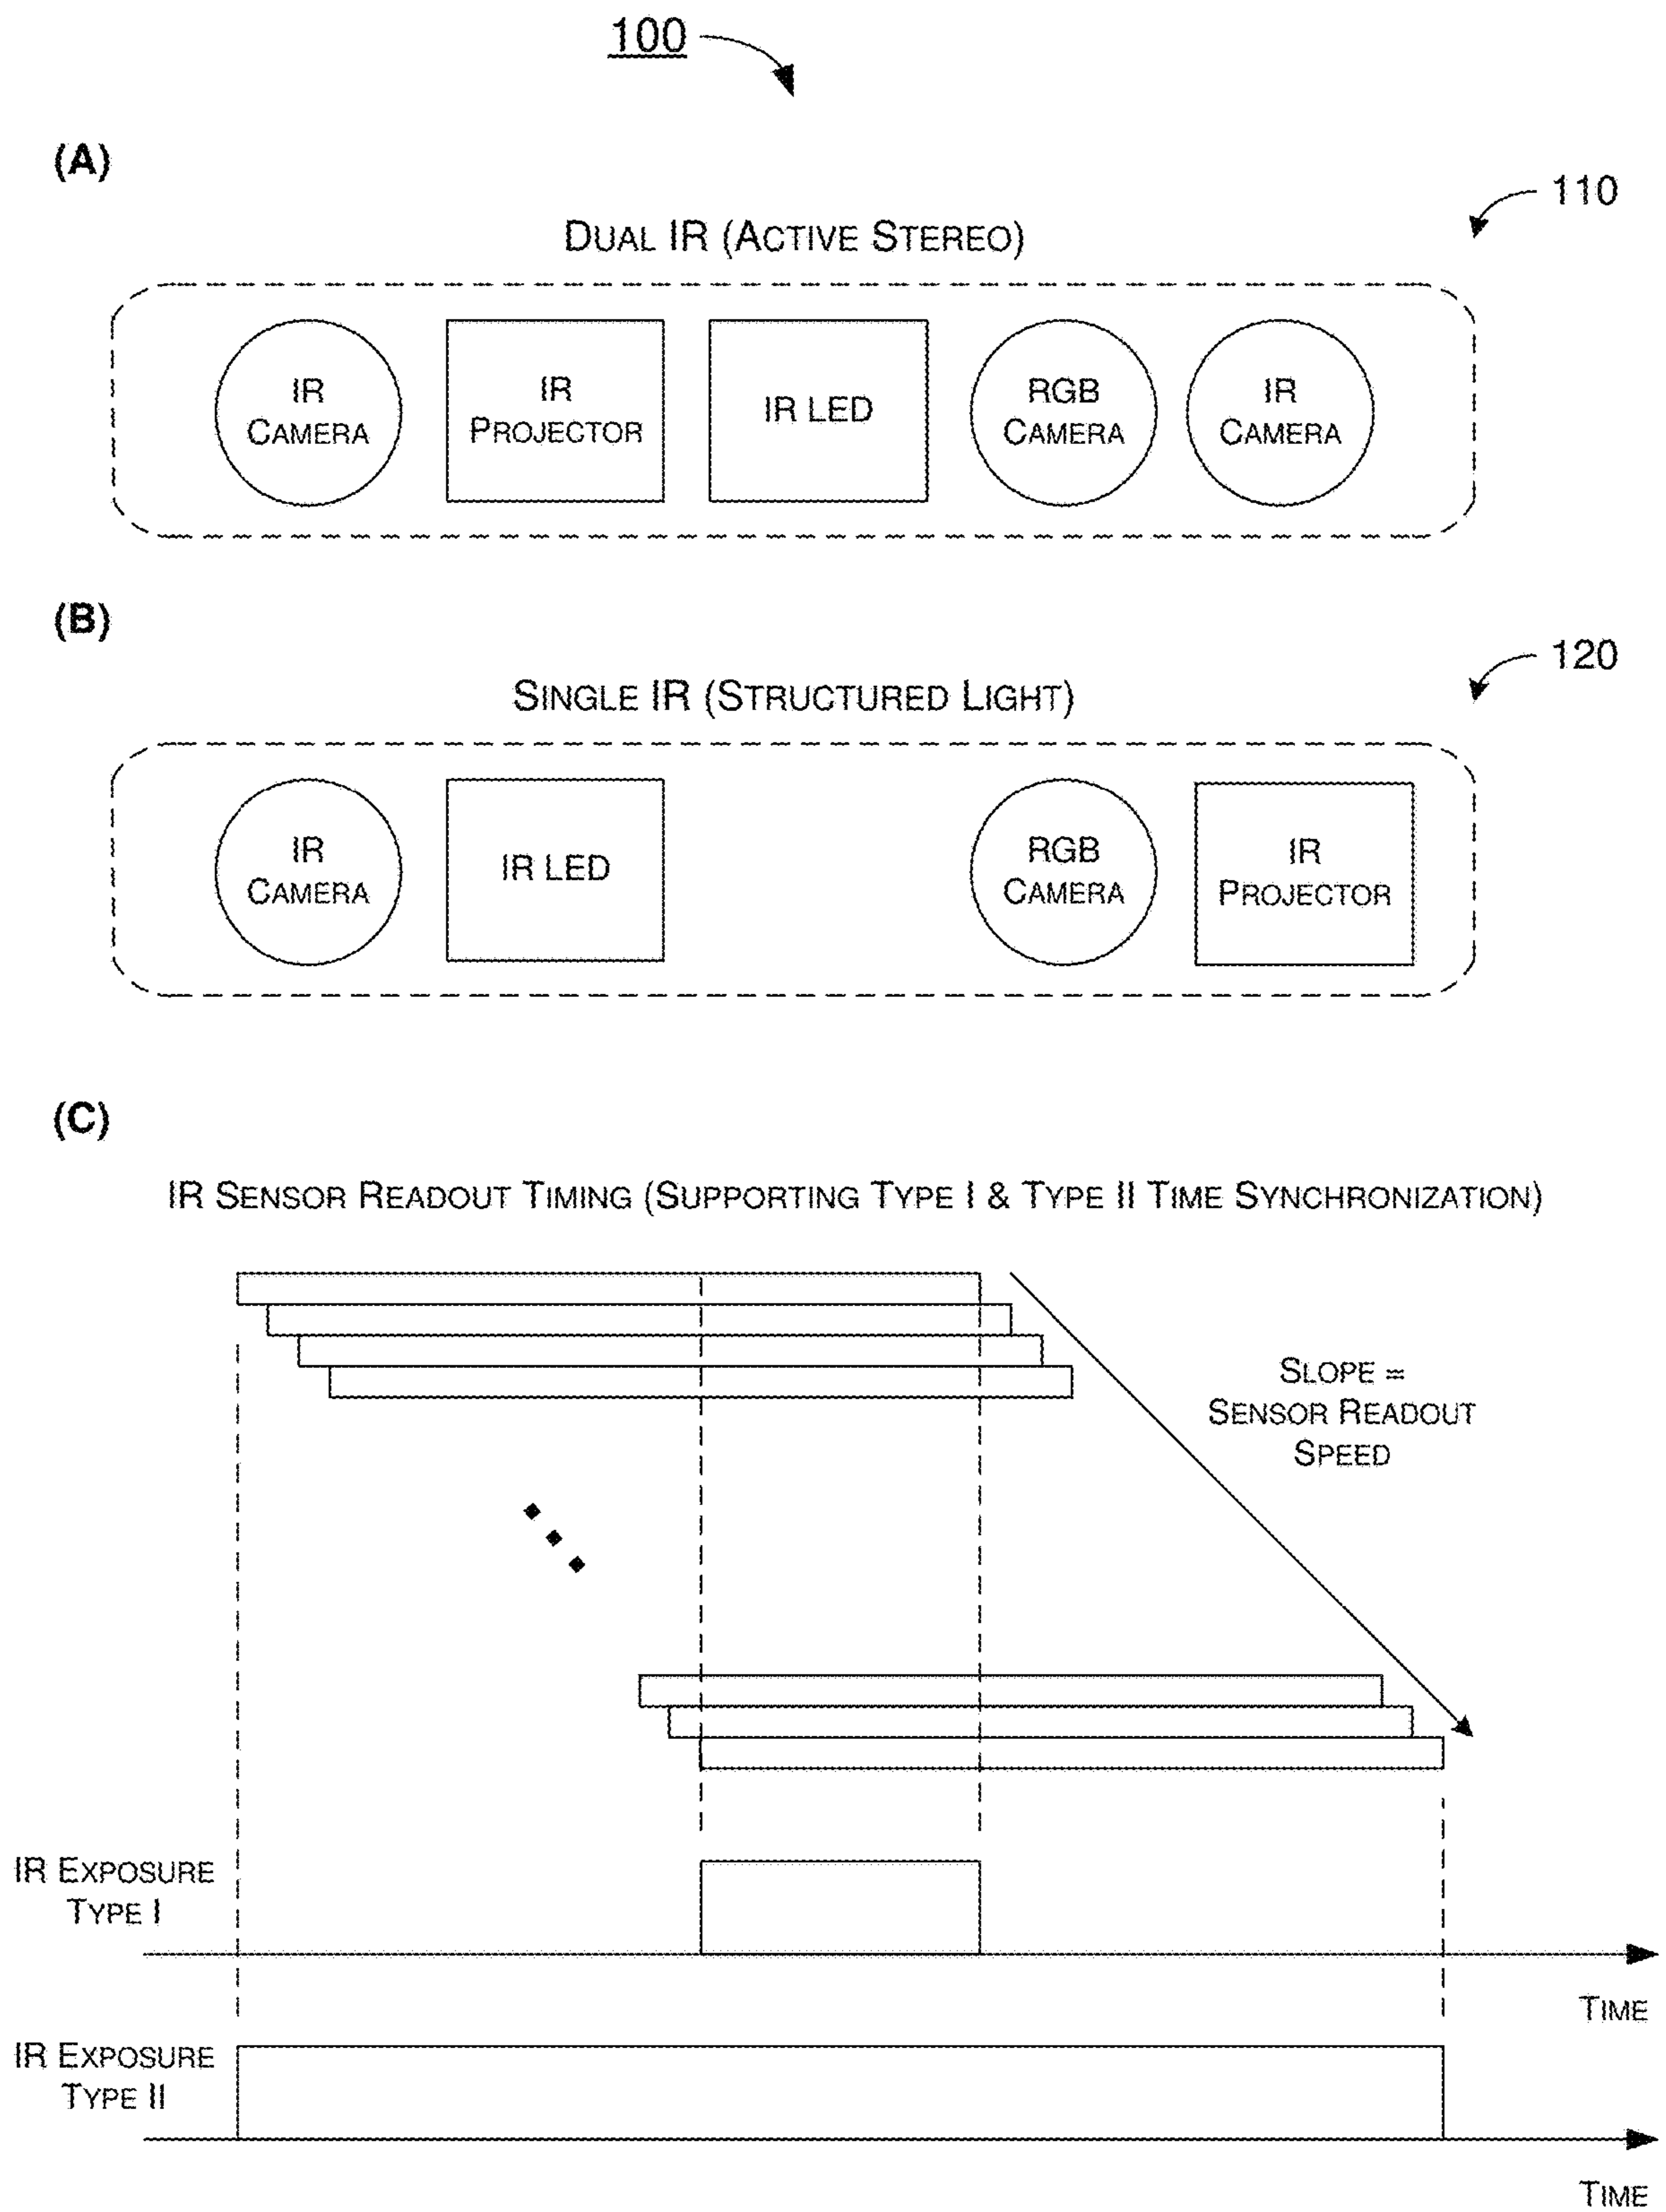 100
(A)
110
DUAL IR (ACTIVE STEREO)
IR
CAMERA
IR
PROJECTOR
IR LED
RGB
CAMERA
IR
CAMERA
(B)
120
SINGLE IR (STRUCTURED LIGHT)
IR
CAMERA
IR LED
RGB
CAMERA
IR
PROJECTOR
(C)
IR SENSOR READOUT TIMING (SUPPORTING TYPE I & TYPE II TIME SYNCHRONIZATION)
SLOPE =
SENSOR READOUT
SPEED
IR EXPOSURE
TYPE I
TIME
IR EXPOSURE
TYPE II
TIME